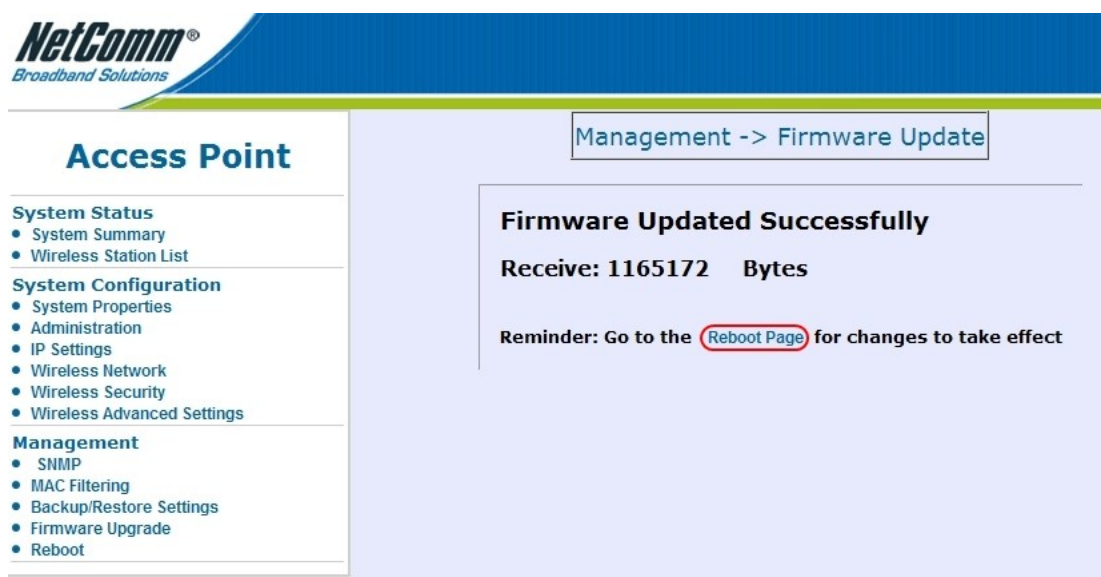 NetComm®
Broadband Solutions
Access Point
System Status
System Summary
Wireless Station List
System Configuration
System Properties
Administration
IP Settings
Wireless Network
Wireless Security
Wireless Advanced Settings
Management
SNMP
MAC Filtering
Backup/Restore Settings
Firmware Upgrade
Reboot
Management -> Firmware Update
Firmware Updated Successfully
Receive: 1165172 Bytes
Reminder: Go to the Reboot Page for changes to take effect